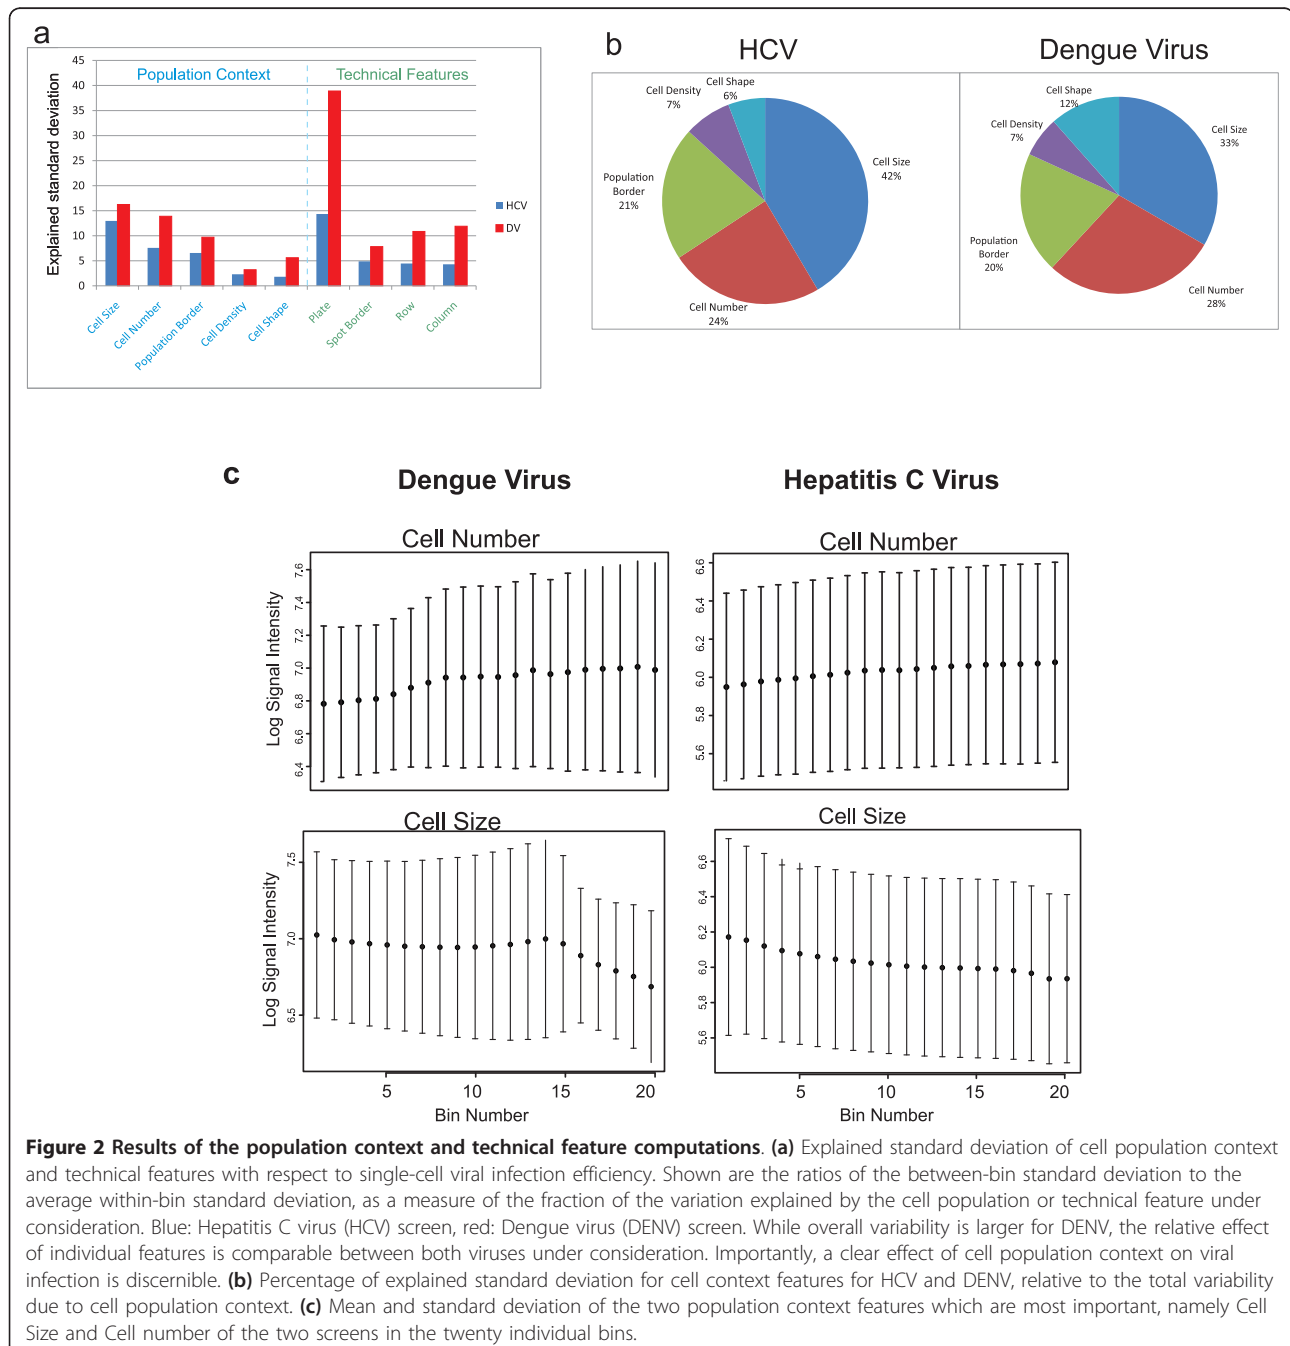 a
Population Context
Technical Features
Explained standard deviation
45
40
35
30
25
20
15
10
5
0
Cell Size
Cell Number
Population Border
Cell Density
Cell Shape
Plate
Spot Border
Row
Column
HCV
DV
b
HCV
Dengue Virus
Cell Shape
6%
Cell Density
7%
Population
Border
21%
Cell Size
42%
Cell Number
24%
Cell Shape
12%
Cell Density
7%
Population
Border
20%
Cell Size
33%
Cell Number
28%
c
Dengue Virus
Hepatitis C Virus
Cell Number
Log Signal Intensity
7.6
7.4
7.2
7.0
6.8
6.6
6.4
Cell Number
6.6
6.4
6.2
6.0
5.8
5.6
Cell Size
Log Signal Intensity
7.5
7.0
6.5
5
10
15
20
Bin Number
Cell Size
6.6
6.4
6.2
6.0
5.8
5.6
5
10
15
20
Bin Number
Figure 2 Results of the population context and technical feature computations. (a) Explained standard deviation of cell population context
and technical features with respect to single-cell viral infection efficiency. Shown are the ratios of the between-bin standard deviation to the
average within-bin standard deviation, as a measure of the fraction of the variation explained by the cell population or technical feature under
consideration. Blue: Hepatitis C virus (HCV) screen, red: Dengue virus (DENV) screen. While overall variability is larger for DENV, the relative effect
of individual features is comparable between both viruses under consideration. Importantly, a clear effect of cell population context on viral
infection is discernible. (b) Percentage of explained standard deviation for cell context features for HCV and DENV, relative to the total variability
due to cell population context. (c) Mean and standard deviation of the two population context features which are most important, namely Cell
Size and Cell number of the two screens in the twenty individual bins.